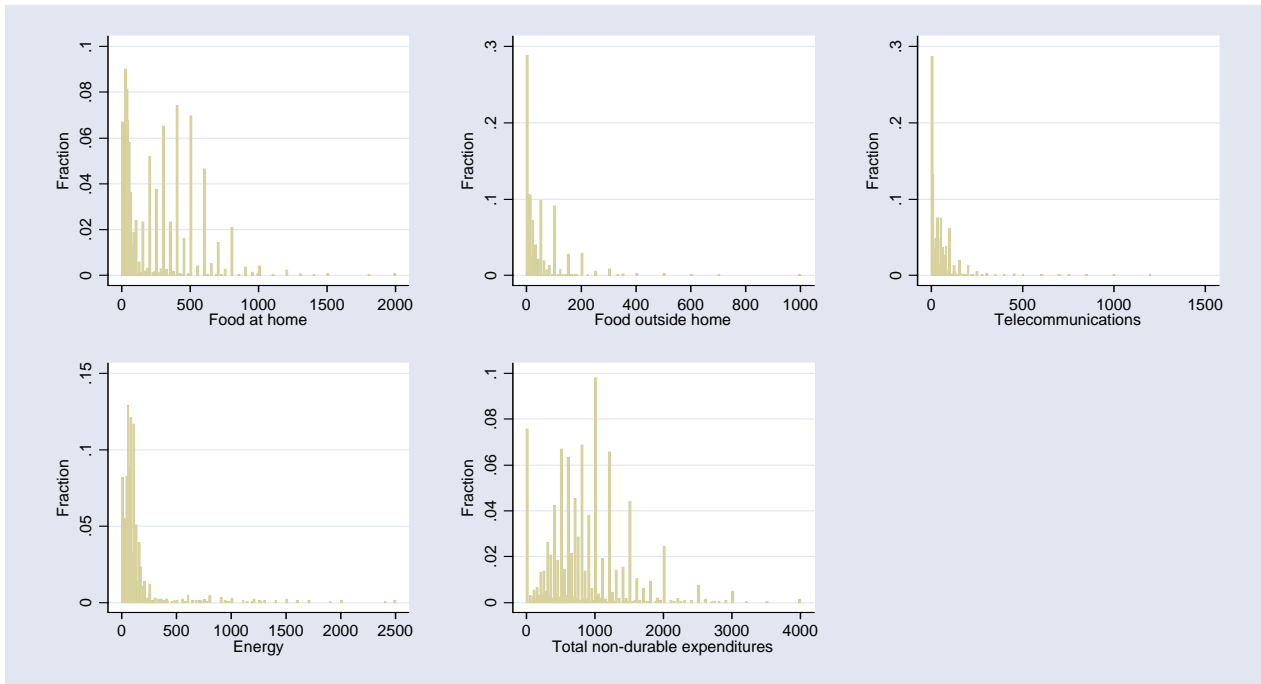 Fraction
.1
.08
.06
.04
.02
0
0 500 1000 1500 2000
Food at home
Fraction
.3
.2
.1
0
0 200 400 600 800 1000
Food outside home
Fraction
.3
.2
.1
0
0 500 1000 1500
Telecommunications
Fraction
.15
.1
.05
0
0 500 1000 1500 2000 2500
Energy
Fraction
.1
.08
.06
.04
.02
0
0 1000 2000 3000 4000
Total non-durable expenditures